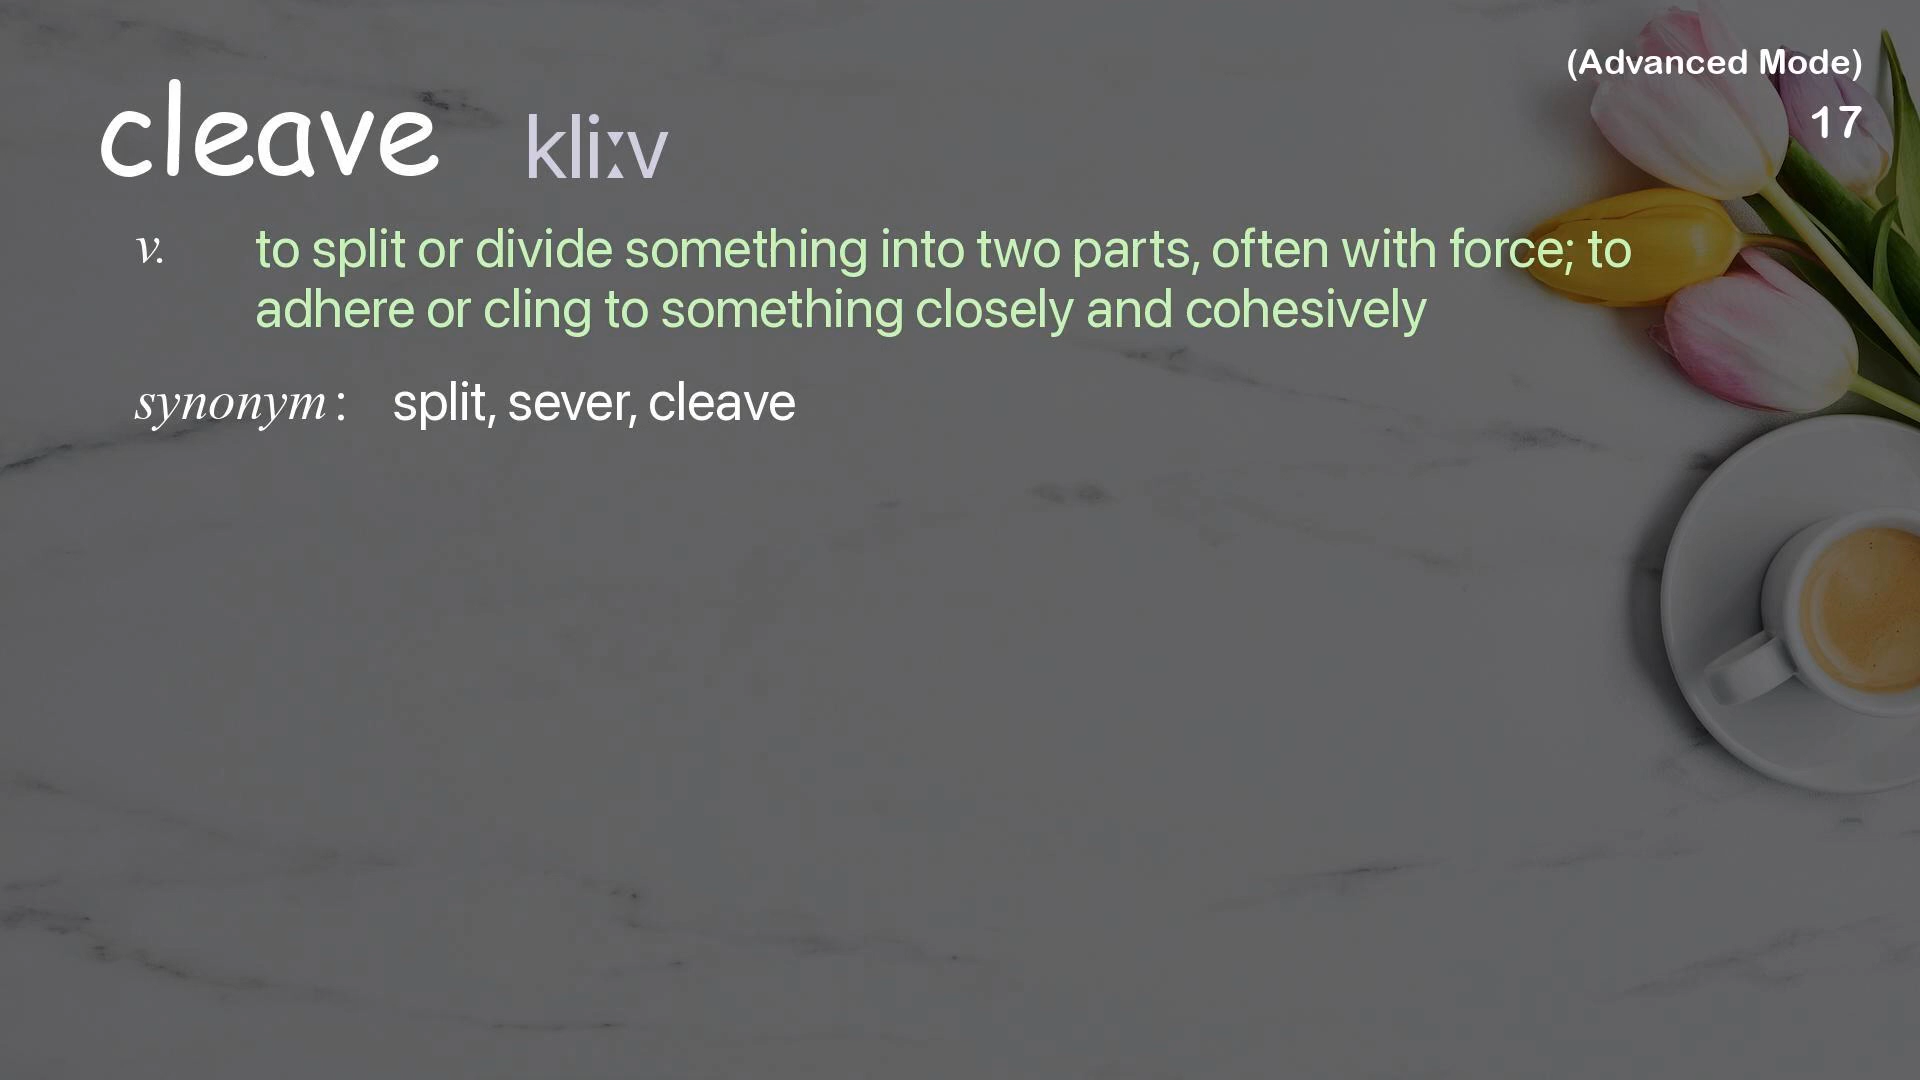 (Advanced Mode)
17
cleave kliːv
v. to split or divide something into two parts, often with force; to
adhere or cling to something closely and cohesively
synonym: split, sever, cleave